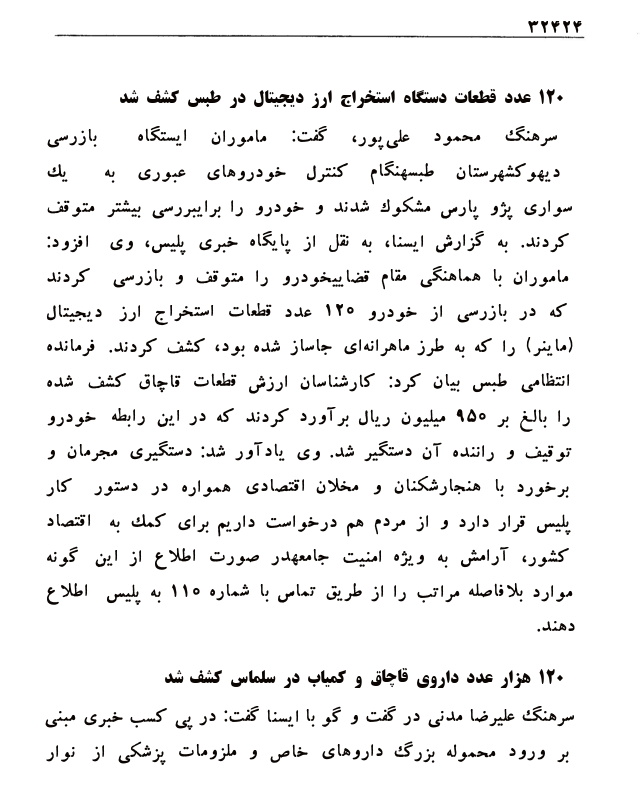 ۳۲۴۲۴
۱۲۰ عدد قطعات دستگاه استخراج ارز دیجیتال در طبس کشف شد
سرهنگ محمود علی‌پور، گفت: ماموران ایستگاه بازرسی
دیهوکشهرستان طبسهنگام کنترل خودروهای عبوری به یك
سواری پژو پارس مشکوك شدند و خودرو را برایبررسی بیشتر متوقف
کردند. به گزارش ایسنا، به نقل از پایگاه خبری پلیس، وی افزود:
ماموران با هماهنگی مقام قضاییخودرو را متوقف و بازرسی کردند
که در بازرسی از خودرو ۱۲۰ عدد قطعات استخراج ارز دیجیتال
(ماینر) را که به طرز ماهرانه‌ای جاساز شده بود، کشف کردند. فرمانده
انتظامی طبس بیان کرد: کارشناسان ارزش قطعات قاچاق کشف شده
را بالغ بر ۹۵۰ میلیون ریال برآورد کردند که در این رابطه خودرو
توقیف و راننده آن دستگیر شد. وی یادآور شد: دستگیری مجرمان و
برخورد با هنجارشکنان و مخلان اقتصادی همواره در دستور کار
پلیس قرار دارد و از مردم هم درخواست داریم برای کمك به اقتصاد
کشور، آرامش به ویژه امنیت جامعهدر صورت اطلاع از این گونه
موارد بلافاصله مراتب را از طریق تماس با شماره ۱۱۰ به پلیس اطلاع
دهند.
۱۲۰ هزار عدد داروی قاچاق و کمیاب در سلماس کشف شد
سرهنگ علیرضا مدنی در گفت و گو با ایسنا گفت: در پی کسب خبری مبنی
بر ورود محموله بزرگ داروهای خاص و ملزومات پزشکی از نوار